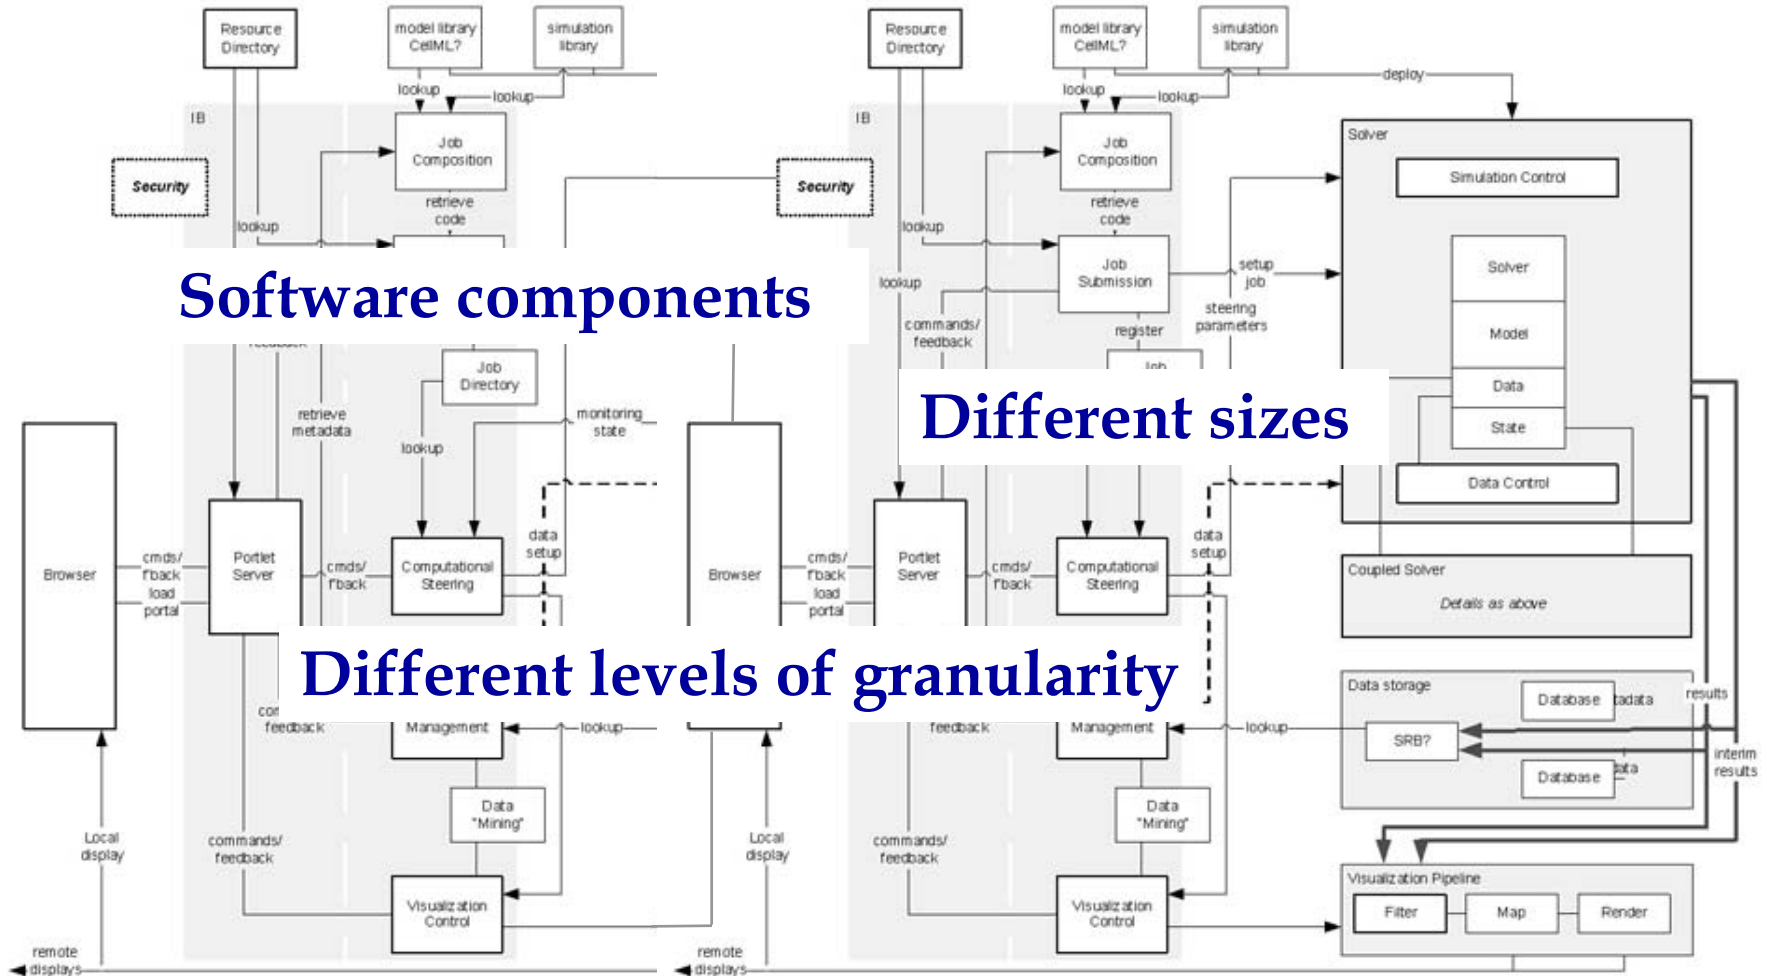 Resource
Directory
model library
CellML?
simulation
library
lookup
lookup
IB
Job
Composition
Security
retrieve
code
lookup
Software components
feedback
Job
Directory
retrieve
metadata
monitoring
state
lookup
data
setup
Browser
cmds/
f'back
load
portal
Portlet
Server
cmds/
f'back
Computational
Steering
Different levels of granularity
feedback
Management
lookup
Data
"Mining"
commands/
feedback
Local
display
Visualization
Control
remote
displays
Resource
Directory
model library
CellML?
simulation
library
deploy
lookup
lookup
IB
Job
Composition
Security
retrieve
code
lookup
Job
Submission
setup
job
lookup
steering
parameters
commands/
feedback
register
Job
Different sizes
Solver
Simulation Control
Solver
Model
Data
State
Data Control
data
setup
Browser
cmds/
f'back
load
portal
Portlet
Server
cmds/
f'back
Computational
Steering
Coupled Solver
Details as above
feedback
Management
lookup
Data storage
Database
SRB?
Database
results
interim
results
Data
"Mining"
commands/
feedback
Local
display
Visualization
Control
Visualization Pipeline
Filter
Map
Render
remote
displays